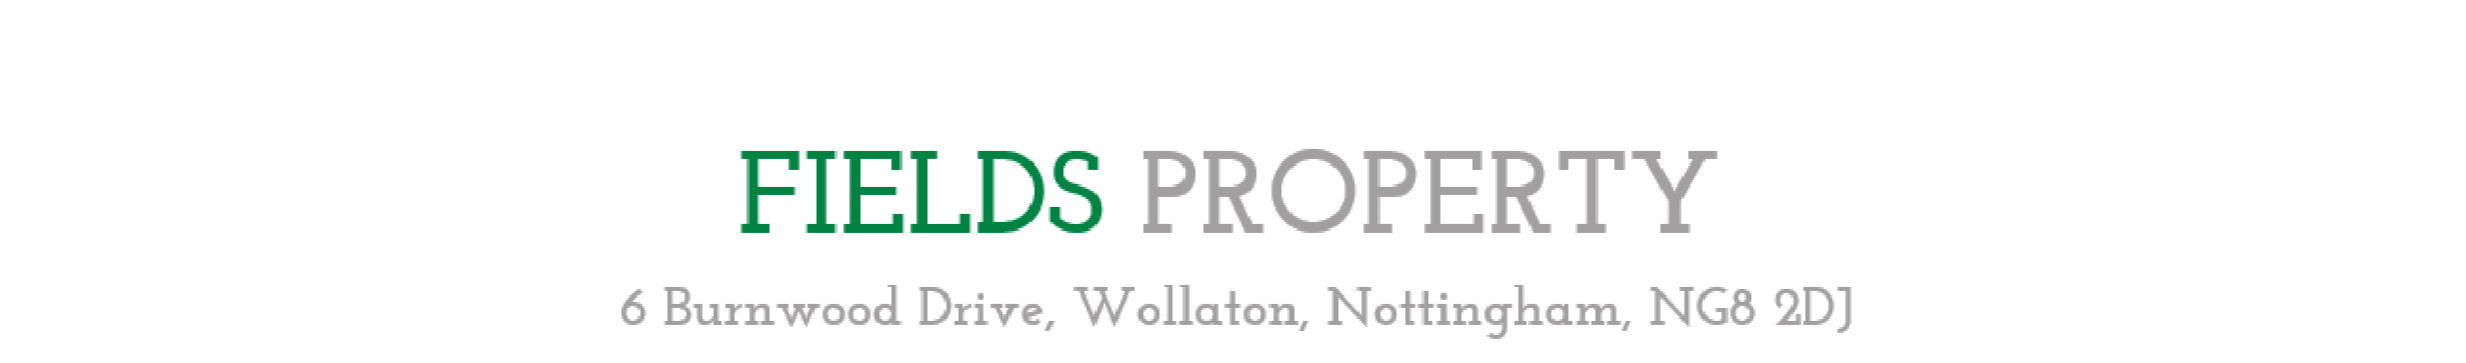 FIELDS PROPERTY
6 Burnwood Drive, Wollaton, Nottingham, NG8 2DJ